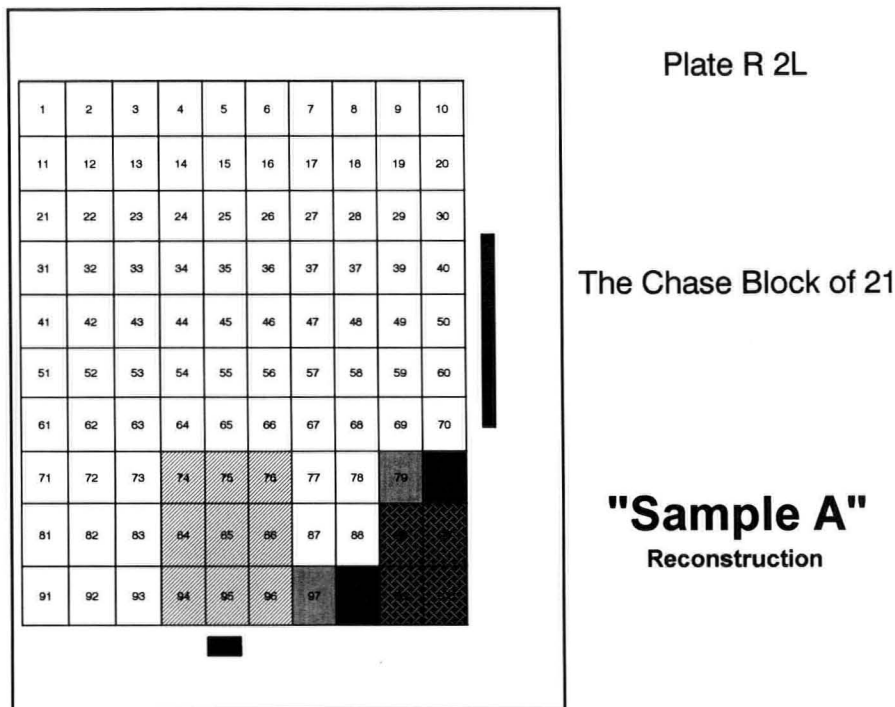 Plate R 2L
1 2 3 4 5 6 7 8 9 10
11 12 13 14 15 16 17 18 19 20
21 22 23 24 25 26 27 28 29 30
The Chase Block of 21
31 32 33 34 35 36 37 37 39 40
41 42 43 44 45 46 47 48 49 50
51 52 53 54 55 56 57 58 59 60
61 62 63 64 65 66 67 68 69 70
71 72 73 74 75 76 77 78 79
"Sample A"
Reconstruction
81 82 83 84 85 86 87 88
91 92 93 94 95 96 97